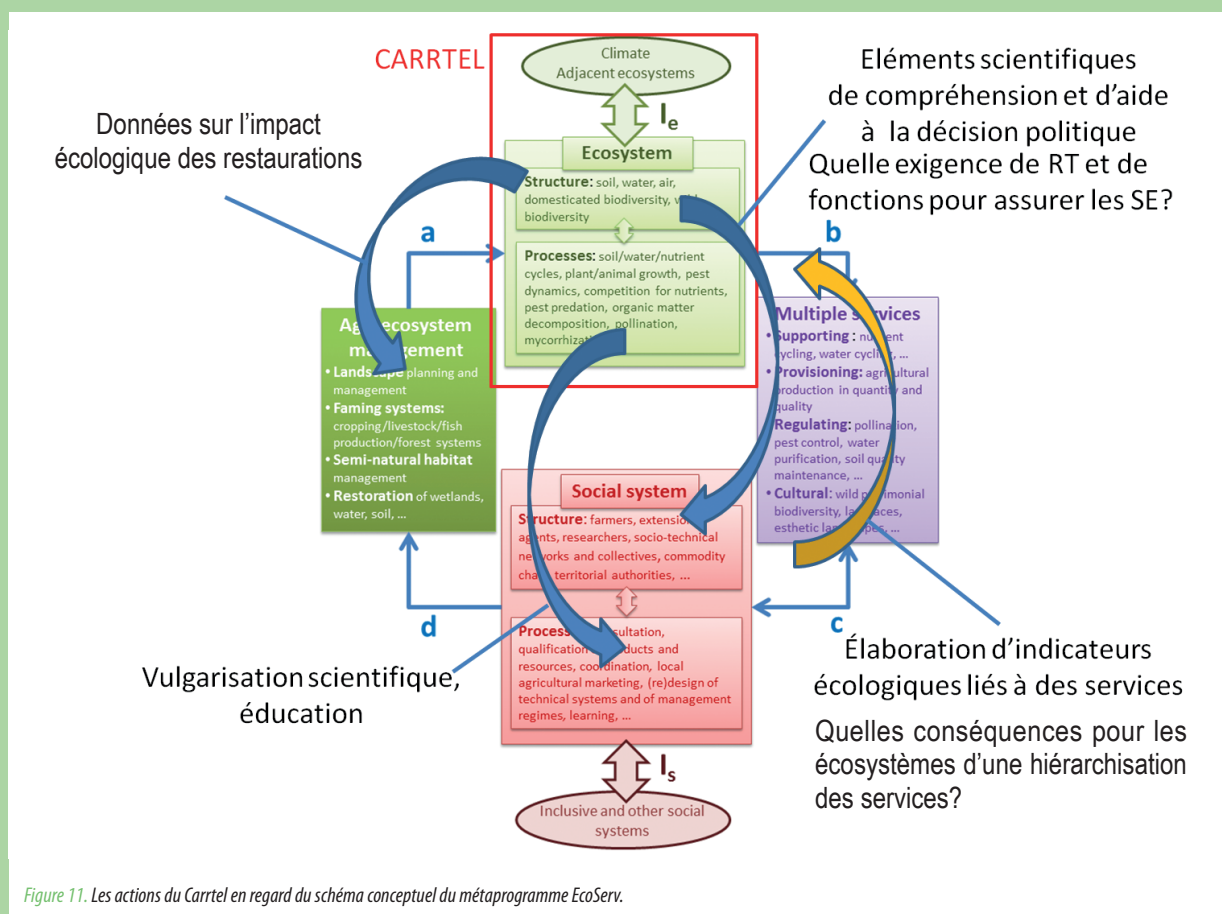 CARRTEL
Climate
Adjacent ecosystems
Iₑ
Données sur l'impact
écologique des restaurations
Eléments scientifiques
de compréhension et d'aide
à la décision politique
Quelle exigence de RT et de
fonctions pour assurer les SE?
Ecosystem
Structure: soil, water, air,
domesticated biodiversity,
biodiversity
Processes: soil/water/nutrient
cycles, plant/animal growth, pest
dynamics, competition for nutrients,
pest predation, organic matter
decomposition, pollination,
a
b
management
• Landscape planning and
management
• Faming systems:
cropping/livestock/fish
production/forest systems
• Semi-natural habitat
management
• Restoration of wetlands,
water, soil, ...
Multiple services
• Supporting : nutrient
cycling, water cycling, ...
• Provisioning: agricultural
production in quantity and
quality
• Regulating: pollination,
pest control, water
purification, soil quality
maintenance, ...
• Cultural: wild
biodiversity,
esthetic
Social system
Structure: farmers, extension
agents, researchers, socio-technical
networks and collectives, commodity
territorial authorities, ...
d
c
qualification
resources, coordination, local
agricultural marketing, (re)design of
technical systems and of management
regimes, learning, ...
Iₛ
Inclusive and other social
systems
Vulgarisation scientifique,
éducation
Élaboration d'indicateurs
écologiques liés à des services
Quelles conséquences pour les
écosystèmes d'une hiérarchisation
des services?
Figure 11. Les actions du Carrtel en regard du schéma conceptuel du métaprogramme EcoServ.